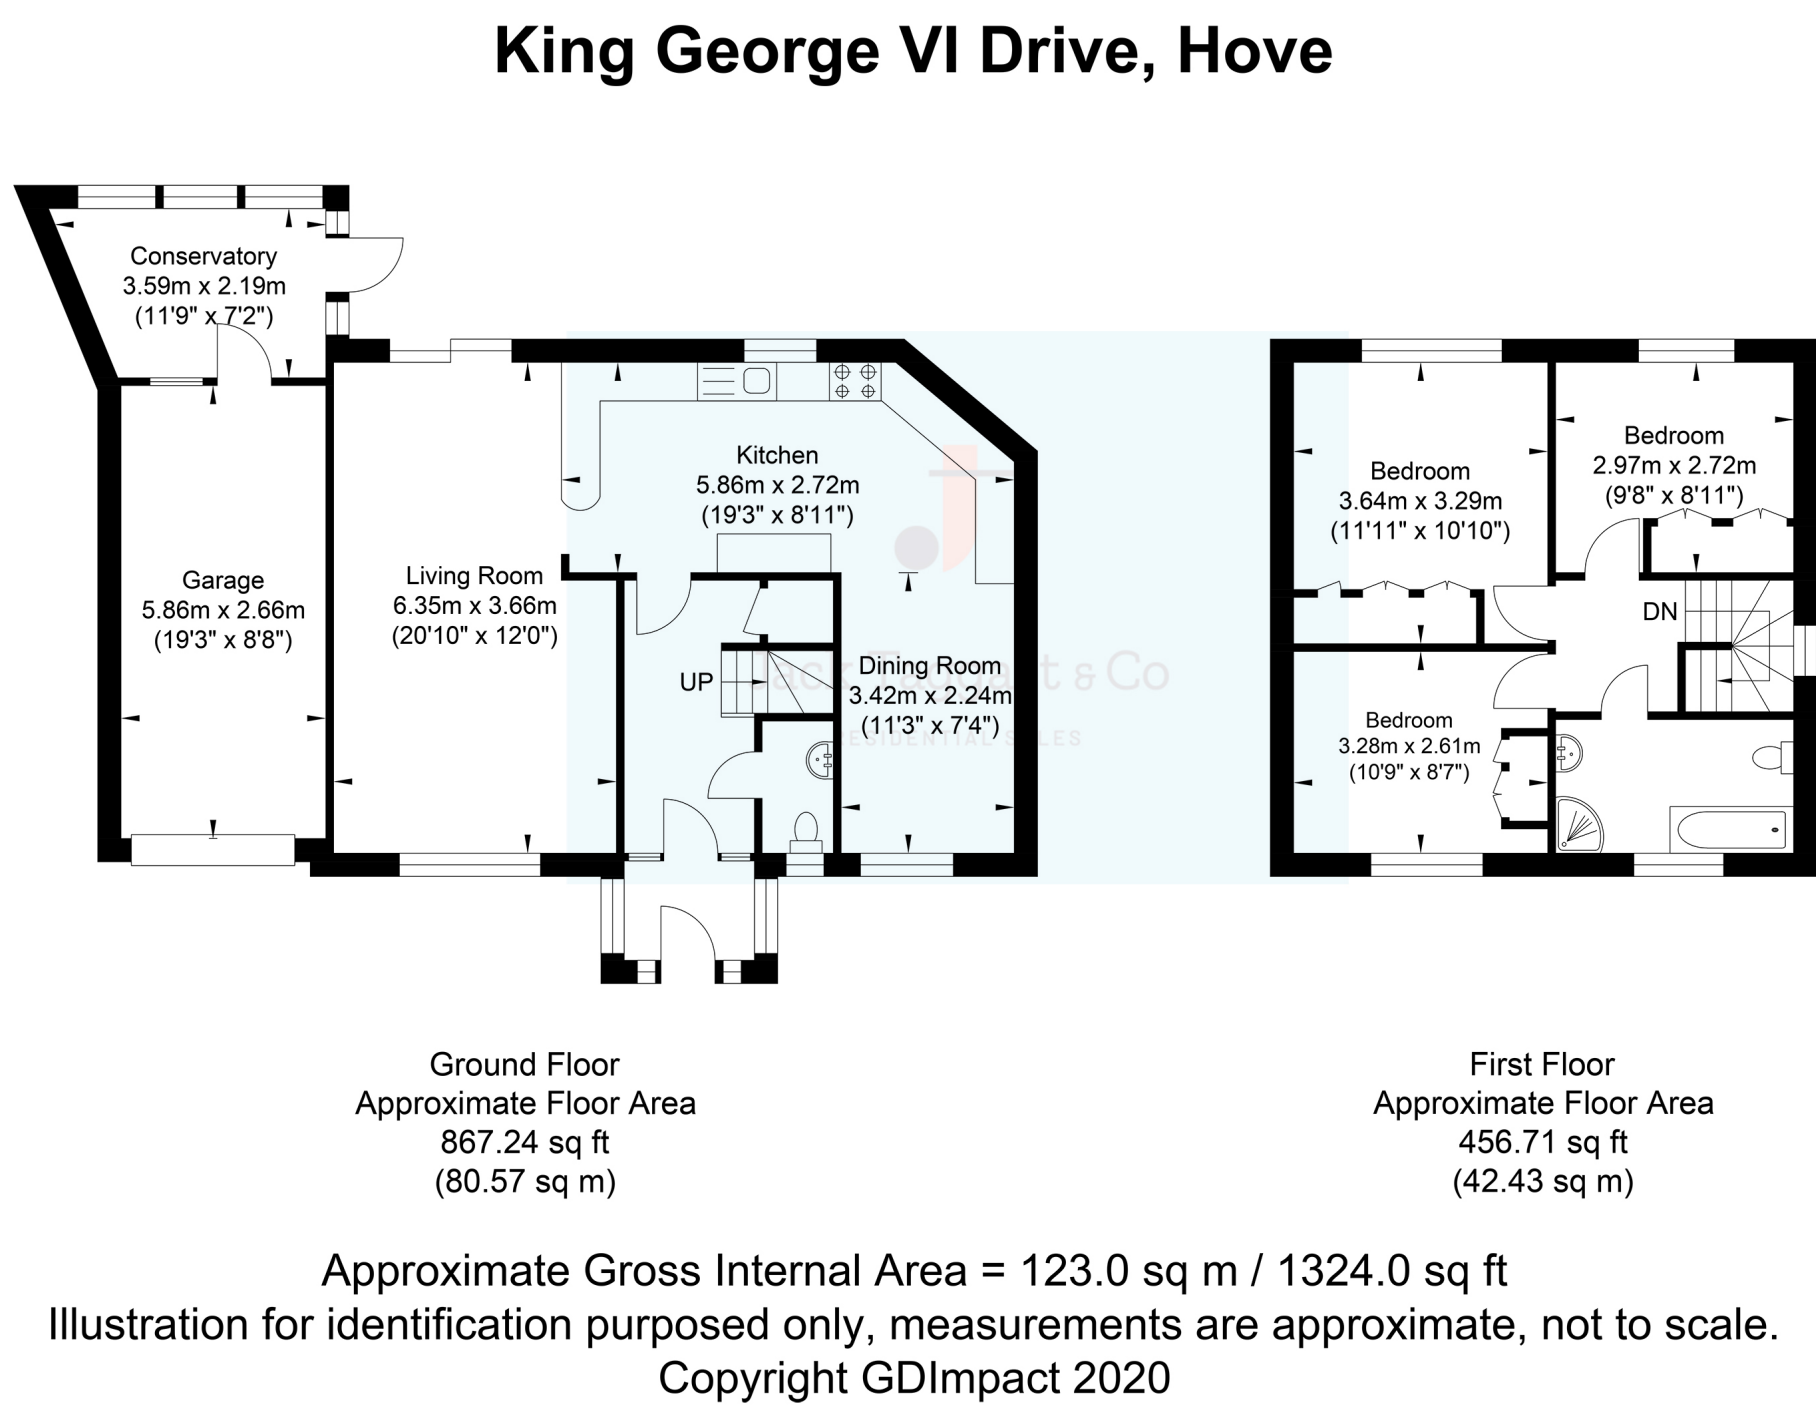 King George VI Drive, Hove
Conservatory
3.59m x 2.19m
(11'9" x 7'2")
Garage
5.86m x 2.66m
(19'3" x 8'8")
Living Room
6.35m x 3.66m
(20'10" x 12'0")
Kitchen
5.86m x 2.72m
(19'3" x 8'11")
UP
Dining Room
3.42m x 2.24m
(11'3" x 7'4")
Jack Taggart & Co
RESIDENTIAL SALES
Bedroom
3.64m x 3.29m
(11'11" x 10'10")
Bedroom
2.97m x 2.72m
(9'8" x 8'11")
DN
Bedroom
3.28m x 2.61m
(10'9" x 8'7")
Ground Floor
Approximate Floor Area
867.24 sq ft
(80.57 sq m)
First Floor
Approximate Floor Area
456.71 sq ft
(42.43 sq m)
Approximate Gross Internal Area = 123.0 sq m / 1324.0 sq ft
Illustration for identification purposed only, measurements are approximate, not to scale.
Copyright GDImpact 2020